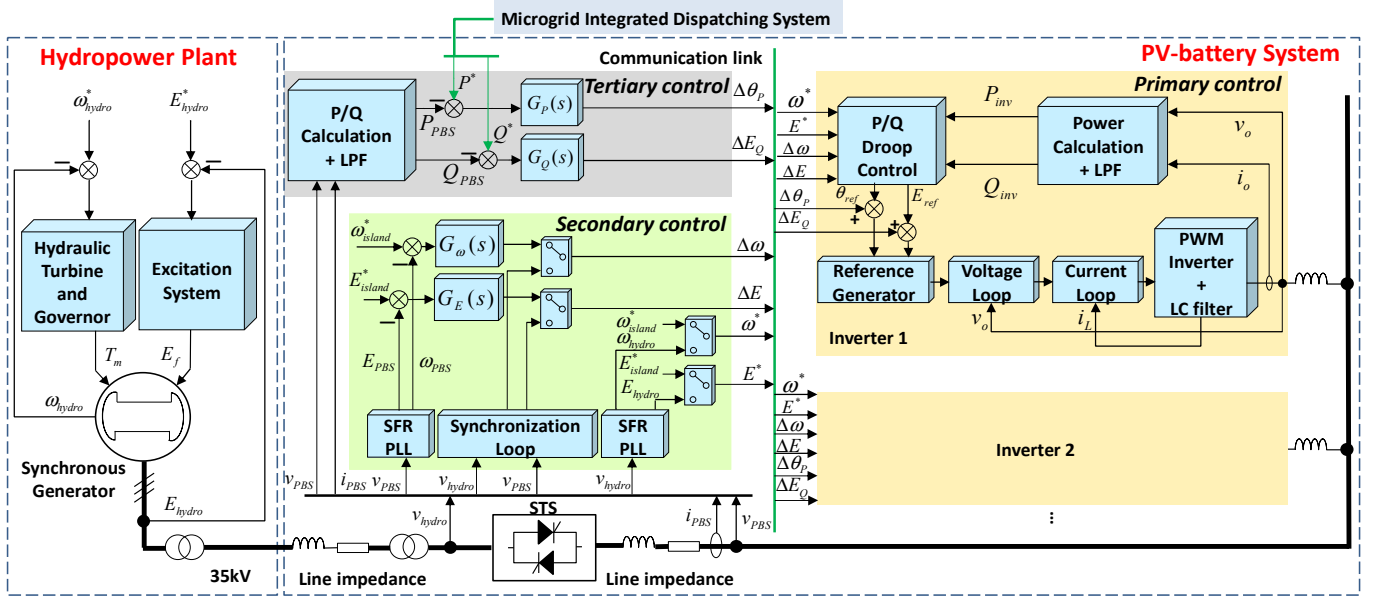 Microgrid Integrated Dispatching System
Hydropower Plant
ω*hydro
E*hydro
Hydraulic
Turbine
and
Governor
Excitation
System
Tm
Ef
ωhydro
Synchronous
Generator
Ehydro
35kV
Communication link
Tertiary control
P/Q
Calculation
+ LPF
P*
PPBS
Q*
QPBS
GP(s)
GQ(s)
ΔθP
ΔEQ
Secondary control
ω*island
E*island
Gω(s)
GE(s)
Δω
ΔE
ω*island
ωhydro
ω*
E*island
Ehydro
E*
EPBS
ωPBS
SFR
PLL
Synchronization
Loop
SFR
PLL
vPBS
iPBS
vPBS
vhydro
vPBS
vhydro
vhydro
STS
iPBS
vPBS
Line impedance
Line impedance
PV-battery System
Primary control
ω*
E*
Δω
ΔE
ΔθP
ΔEQ
P/Q
Droop
Control
Pinv
Qinv
Power
Calculation
+ LPF
vo
io
θref
Eref
+
+
Reference
Generator
Voltage
Loop
Current
Loop
PWM
Inverter
+
LC filter
vo
iL
Inverter 1
ω*
E*
Δω
ΔE
ΔθP
ΔEQ
Inverter 2
...